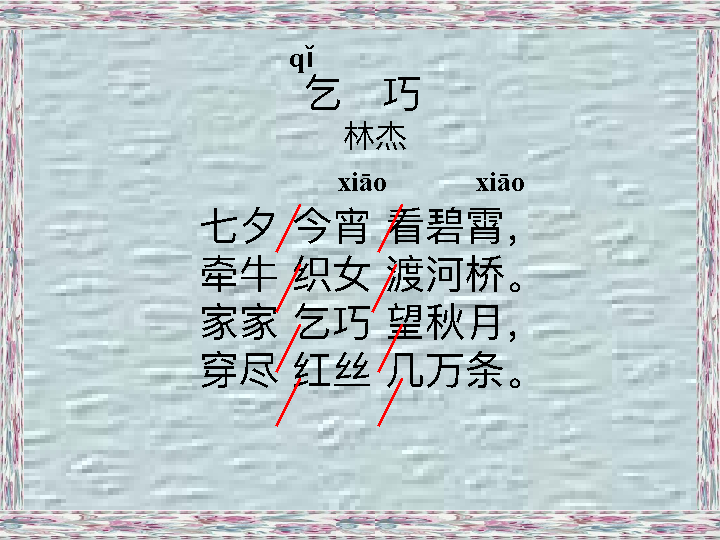 qǐ
乞 巧
林杰
xiāo xiāo
七夕 今宵 看碧霄，
牵牛 织女 渡河桥。
家家 乞巧 望秋月，
穿尽 红丝 几万条。